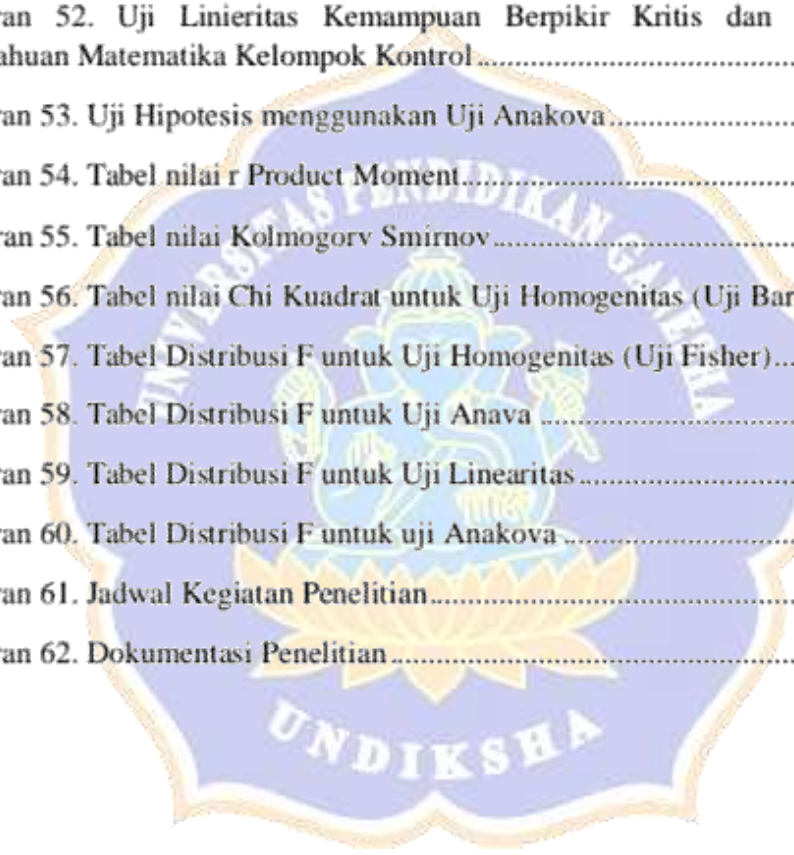 ran 52. Uji Linieritas Kemampuan Berpikir Kritis dan
ahuan Matematika Kelompok Kontrol
ran 53. Uji Hipotesis menggunakan Uji Anakova
ran 54. Tabel nilai r Product Moment
ran 55. Tabel nilai Kolmogorv Smirnov
ran 56. Tabel nilai Chi Kuadrat untuk Uji Homogenitas (Uji Bar
ran 57. Tabel Distribusi F untuk Uji Homogenitas (Uji Fisher)
ran 58. Tabel Distribusi F untuk Uji Anava
ran 59. Tabel Distribusi F untuk Uji Linearitas
ran 60. Tabel Distribusi F untuk uji Anakova
ran 61. Jadwal Kegiatan Penelitian
ran 62. Dokumentasi Penelitian
UNIVERSITAS PENDIDIKAN GANESHA
UNDIKSHA